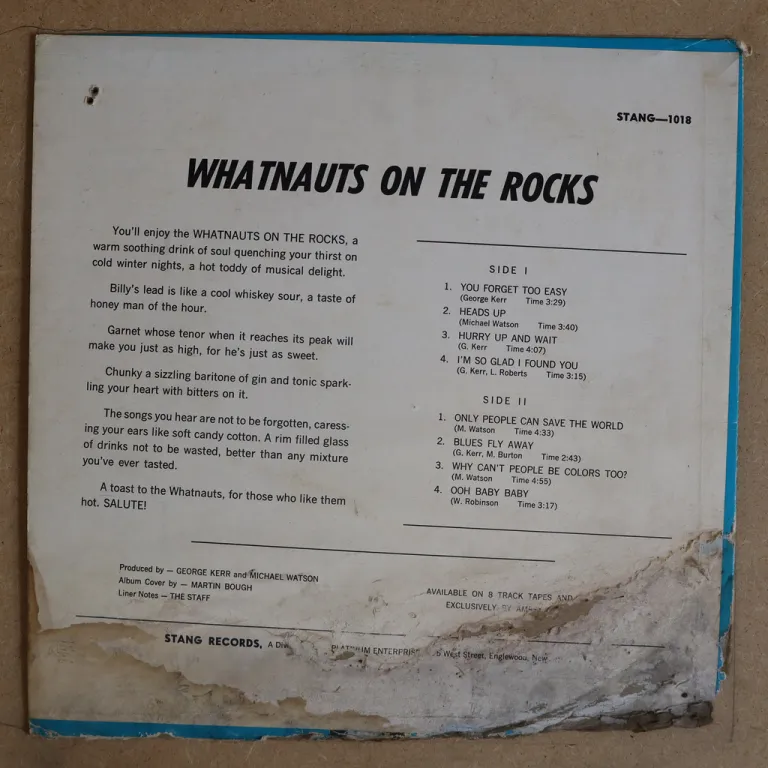 STANG—1018
WHATNAUTS ON THE ROCKS
You'll enjoy the WHATNAUTS ON THE ROCKS, a
warm soothing drink of soul quenching your thirst on
cold winter nights, a hot toddy of musical delight.
Billy's lead is like a cool whiskey sour, a taste of
honey man of the hour.
Garnet whose tenor when it reaches its peak will
make you just as high, for he's just as sweet.
Chunky a sizzling baritone of gin and tonic spark-
ling your heart with bitters on it.
The songs you hear are not to be forgotten, caress-
ing your ears like soft candy cotton. A rim filled glass
of drinks not to be wasted, better than any mixture
you've ever tasted.
A toast to the Whatnauts, for those who like them
hot. SALUTE!
SIDE I
1. YOU FORGET TOO EASY
(George Kerr Time 3:29)
2. HEADS UP
(Michael Watson Time 3:40)
3. HURRY UP AND WAIT
(G. Kerr Time 4:07)
4. I'M SO GLAD I FOUND YOU
(G. Kerr, L. Roberts Time 3:15)
SIDE II
1. ONLY PEOPLE CAN SAVE THE WORLD
(M. Watson Time 4:33)
2. BLUES FLY AWAY
(G. Kerr, M. Burton Time 2:43)
3. WHY CAN'T PEOPLE BE COLORS TOO?
(M. Watson Time 4:55)
4. OOH BABY BABY
(W. Robinson Time 3:17)
Produced by — GEORGE KERR and MICHAEL WATSON
Album Cover by — MARTIN BOUGH
Liner Notes — THE STAFF
AVAILABLE ON 8 TRACK TAPES AND
EXCLUSIVELY BY
STANG RECORDS, A PLATINUM ENTERPRIS West Street, Englewood, New